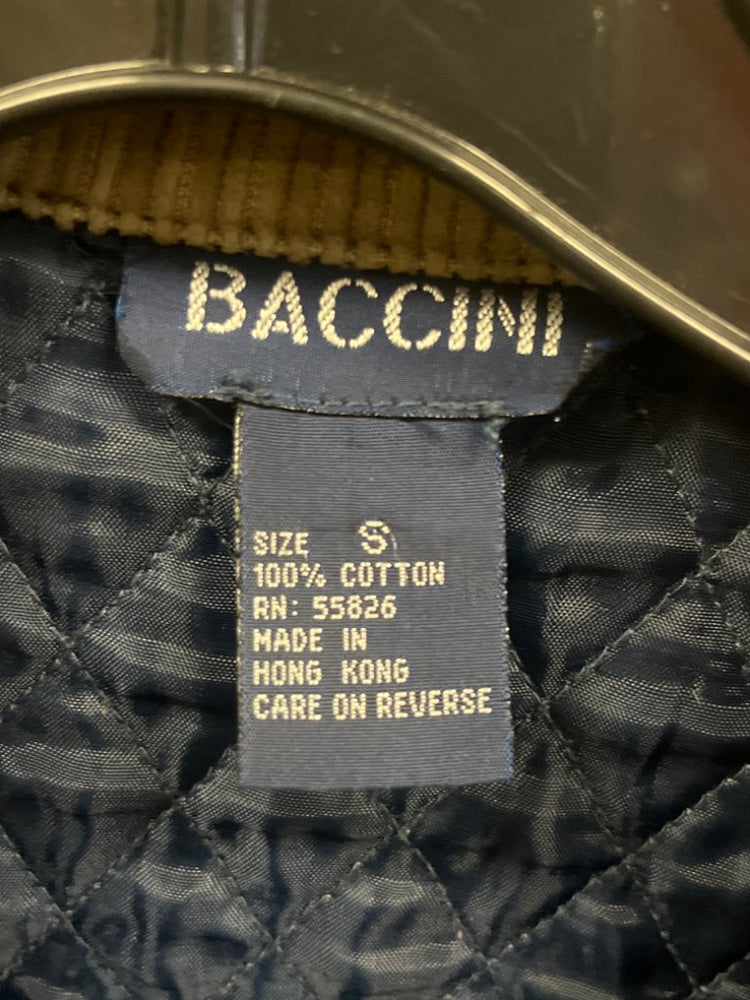 BACCINI
SIZE S
100% COTTON
RN: 55826
MADE IN
HONG KONG
CARE ON REVERSE